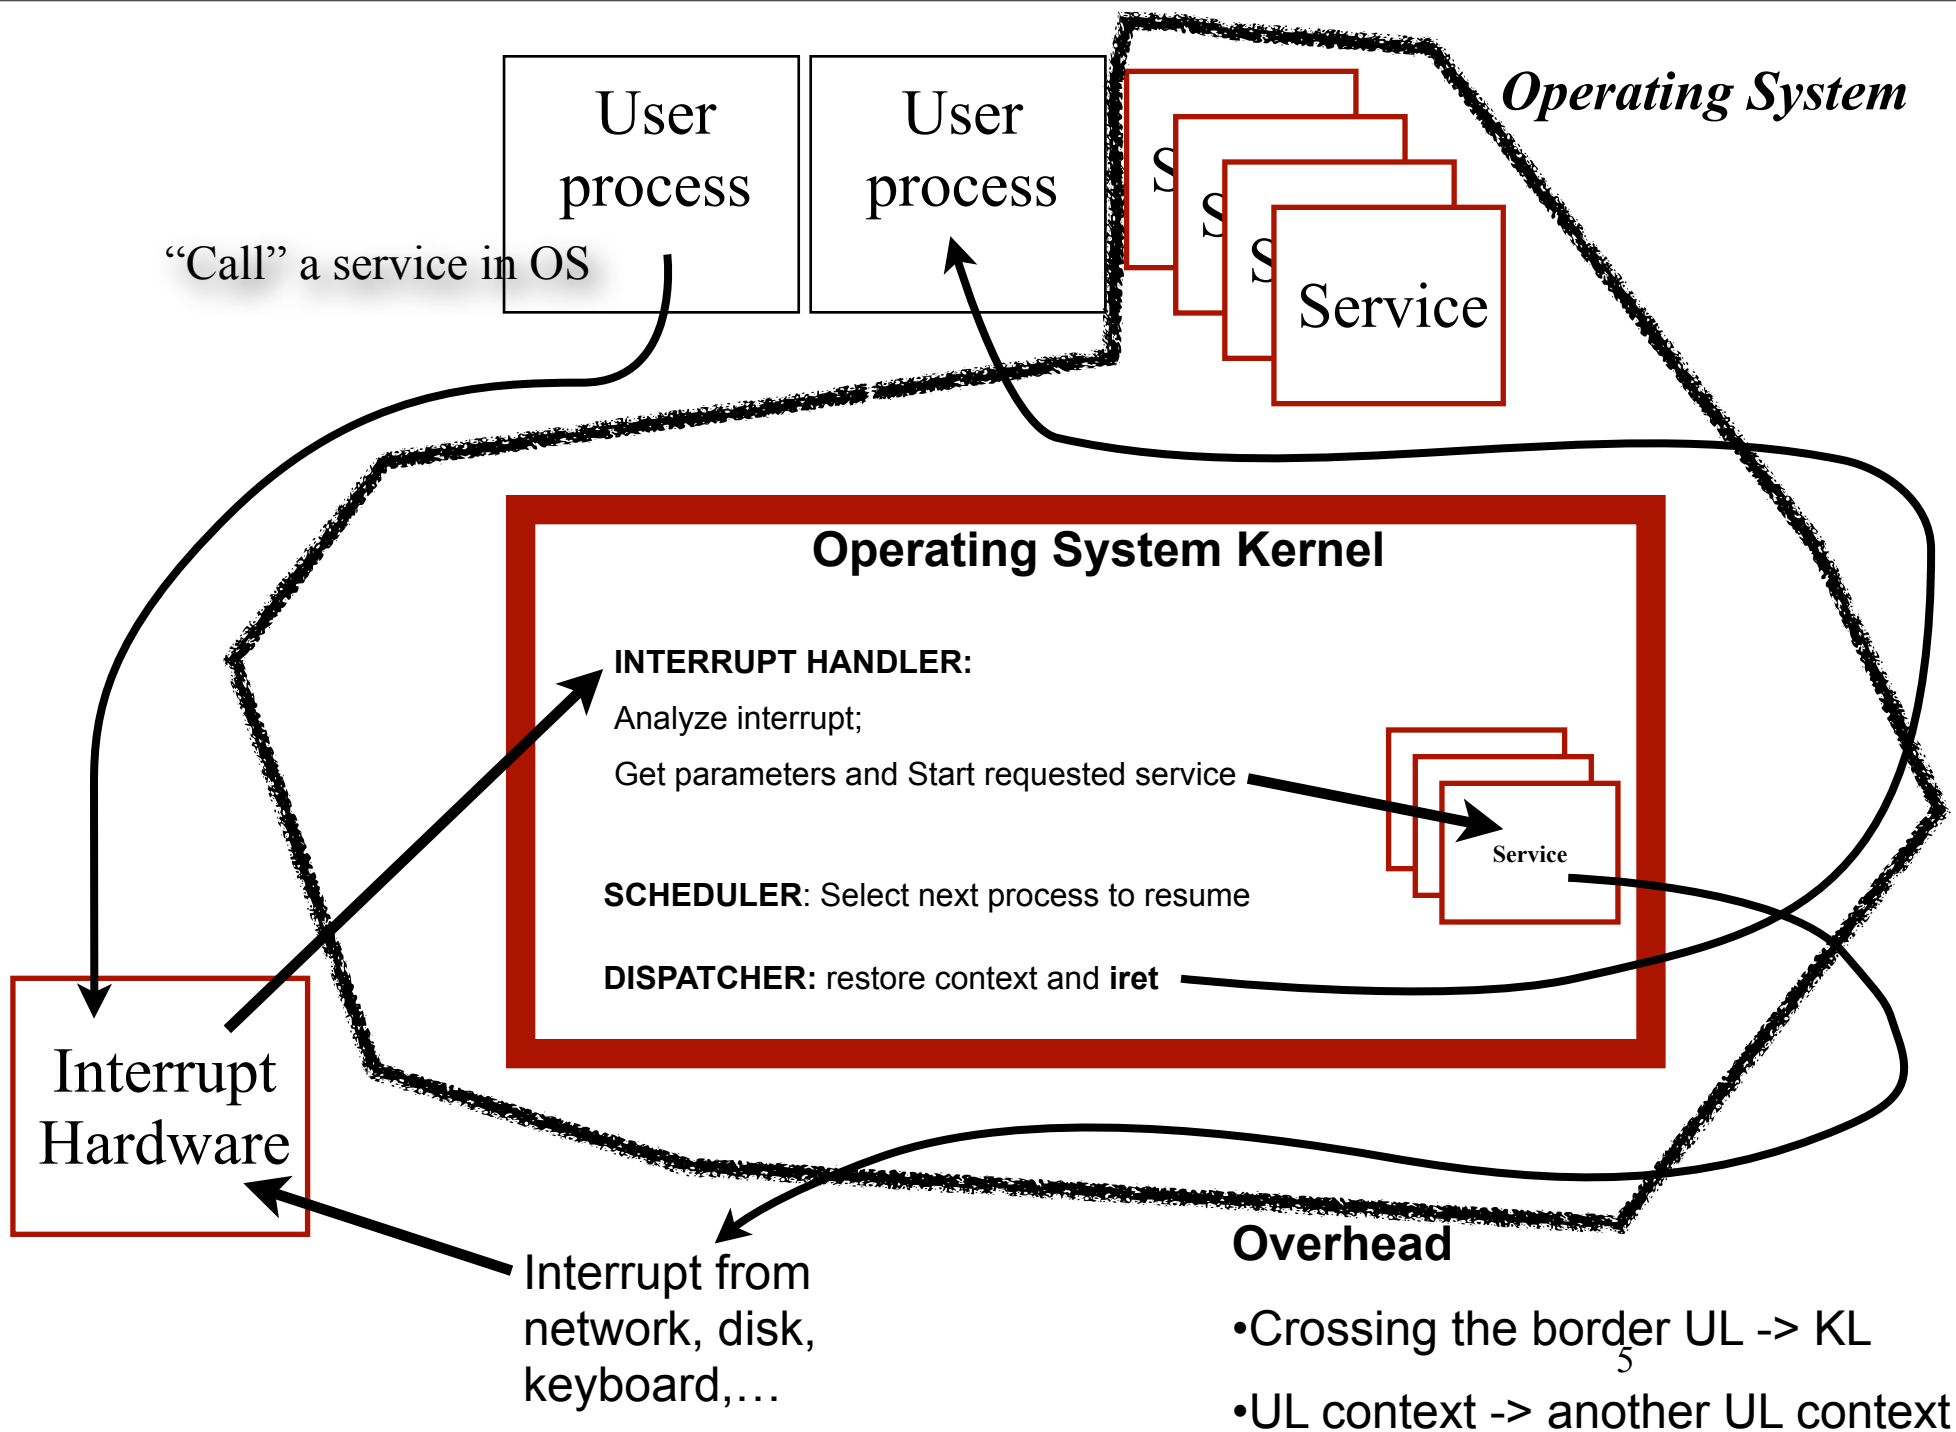 Operating System
User
process
User
process
S
S
S
Service
“Call” a service in OS
Operating System Kernel
INTERRUPT HANDLER:
Analyze interrupt;
Get parameters and Start requested service
Service
SCHEDULER: Select next process to resume
DISPATCHER: restore context and iret
Interrupt
Hardware
Interrupt from
network, disk,
keyboard,…
Overhead
•Crossing the border UL -> KL
5
•UL context -> another UL context